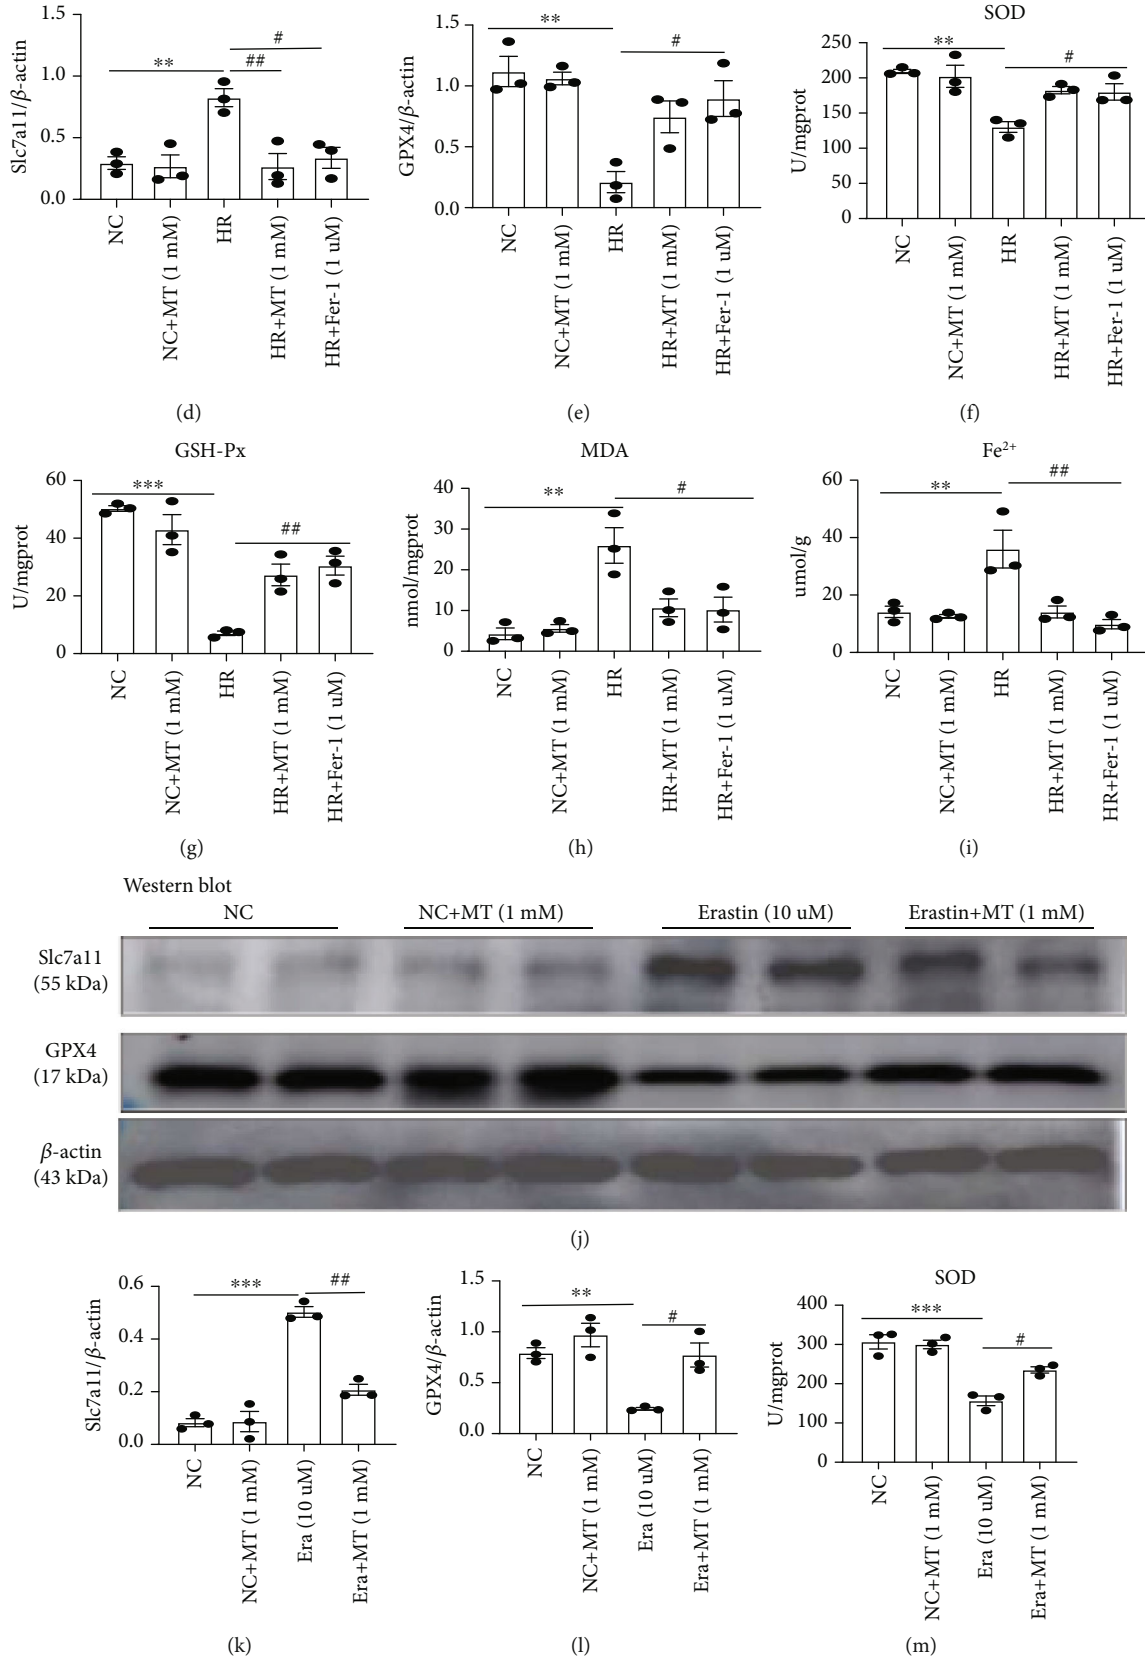 Slc7a11/β-actin
1.5
1.0
0.5
0.0
**
#
##
NC
NC+MT (1 mM)
HR
HR+MT (1 mM)
HR+Fer-1 (1 uM)
(d)
GPX4/β-actin
1.5
1.0
0.5
0.0
**
#
NC
NC+MT (1 mM)
HR
HR+MT (1 mM)
HR+Fer-1 (1 uM)
(e)
SOD
U/mgprot
250
200
150
100
50
0
**
#
NC
NC+MT (1 mM)
HR
HR+MT (1 mM)
HR+Fer-1 (1 uM)
(f)
GSH-Px
U/mgprot
60
40
20
0
***
##
NC
NC+MT (1 mM)
HR
HR+MT (1 mM)
HR+Fer-1 (1 uM)
(g)
MDA
nmol/mgprot
40
30
20
10
0
**
#
NC
NC+MT (1 mM)
HR
HR+MT (1 mM)
HR+Fer-1 (1 uM)
(h)
Fe²⁺
umol/g
60
40
20
0
**
##
NC
NC+MT (1 mM)
HR
HR+MT (1 mM)
HR+Fer-1 (1 uM)
(i)
Western blot
NC
NC+MT (1 mM)
Erastin (10 uM)
Erastin+MT (1 mM)
Slc7a11
(55 kDa)
GPX4
(17 kDa)
β-actin
(43 kDa)
(j)
Slc7a11/β-actin
0.6
0.4
0.2
0.0
***
##
NC
NC+MT (1 mM)
Era (10 uM)
Era+MT (1 mM)
(k)
GPX4/β-actin
1.5
1.0
0.5
0.0
**
#
NC
NC+MT (1 mM)
Era (10 uM)
Era+MT (1 mM)
(l)
SOD
U/mgprot
400
300
200
100
0
***
#
NC
NC+MT (1 mM)
Era (10 uM)
Era+MT (1 mM)
(m)